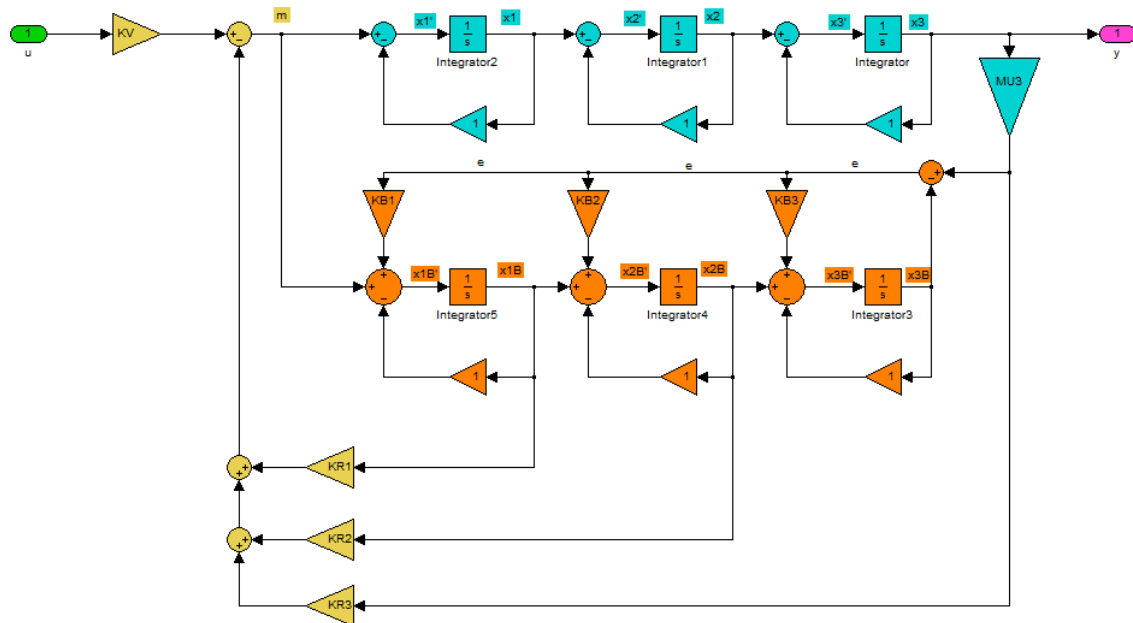 m
x1'
x1
x2'
x2
x3'
x3
1
u
KV
+
−
+
−
1
s
Integrator2
+
−
1
s
Integrator1
+
−
1
s
Integrator
1
y
MU3
1
1
1
e
e
e
−
+
KB1
KB2
KB3
x1B'
x1B
x2B'
x2B
x3B'
x3B
+
+
−
1
s
Integrator5
+
+
−
1
s
Integrator4
+
+
−
1
s
Integrator3
1
1
1
+
+
KR1
+
+
KR2
KR3